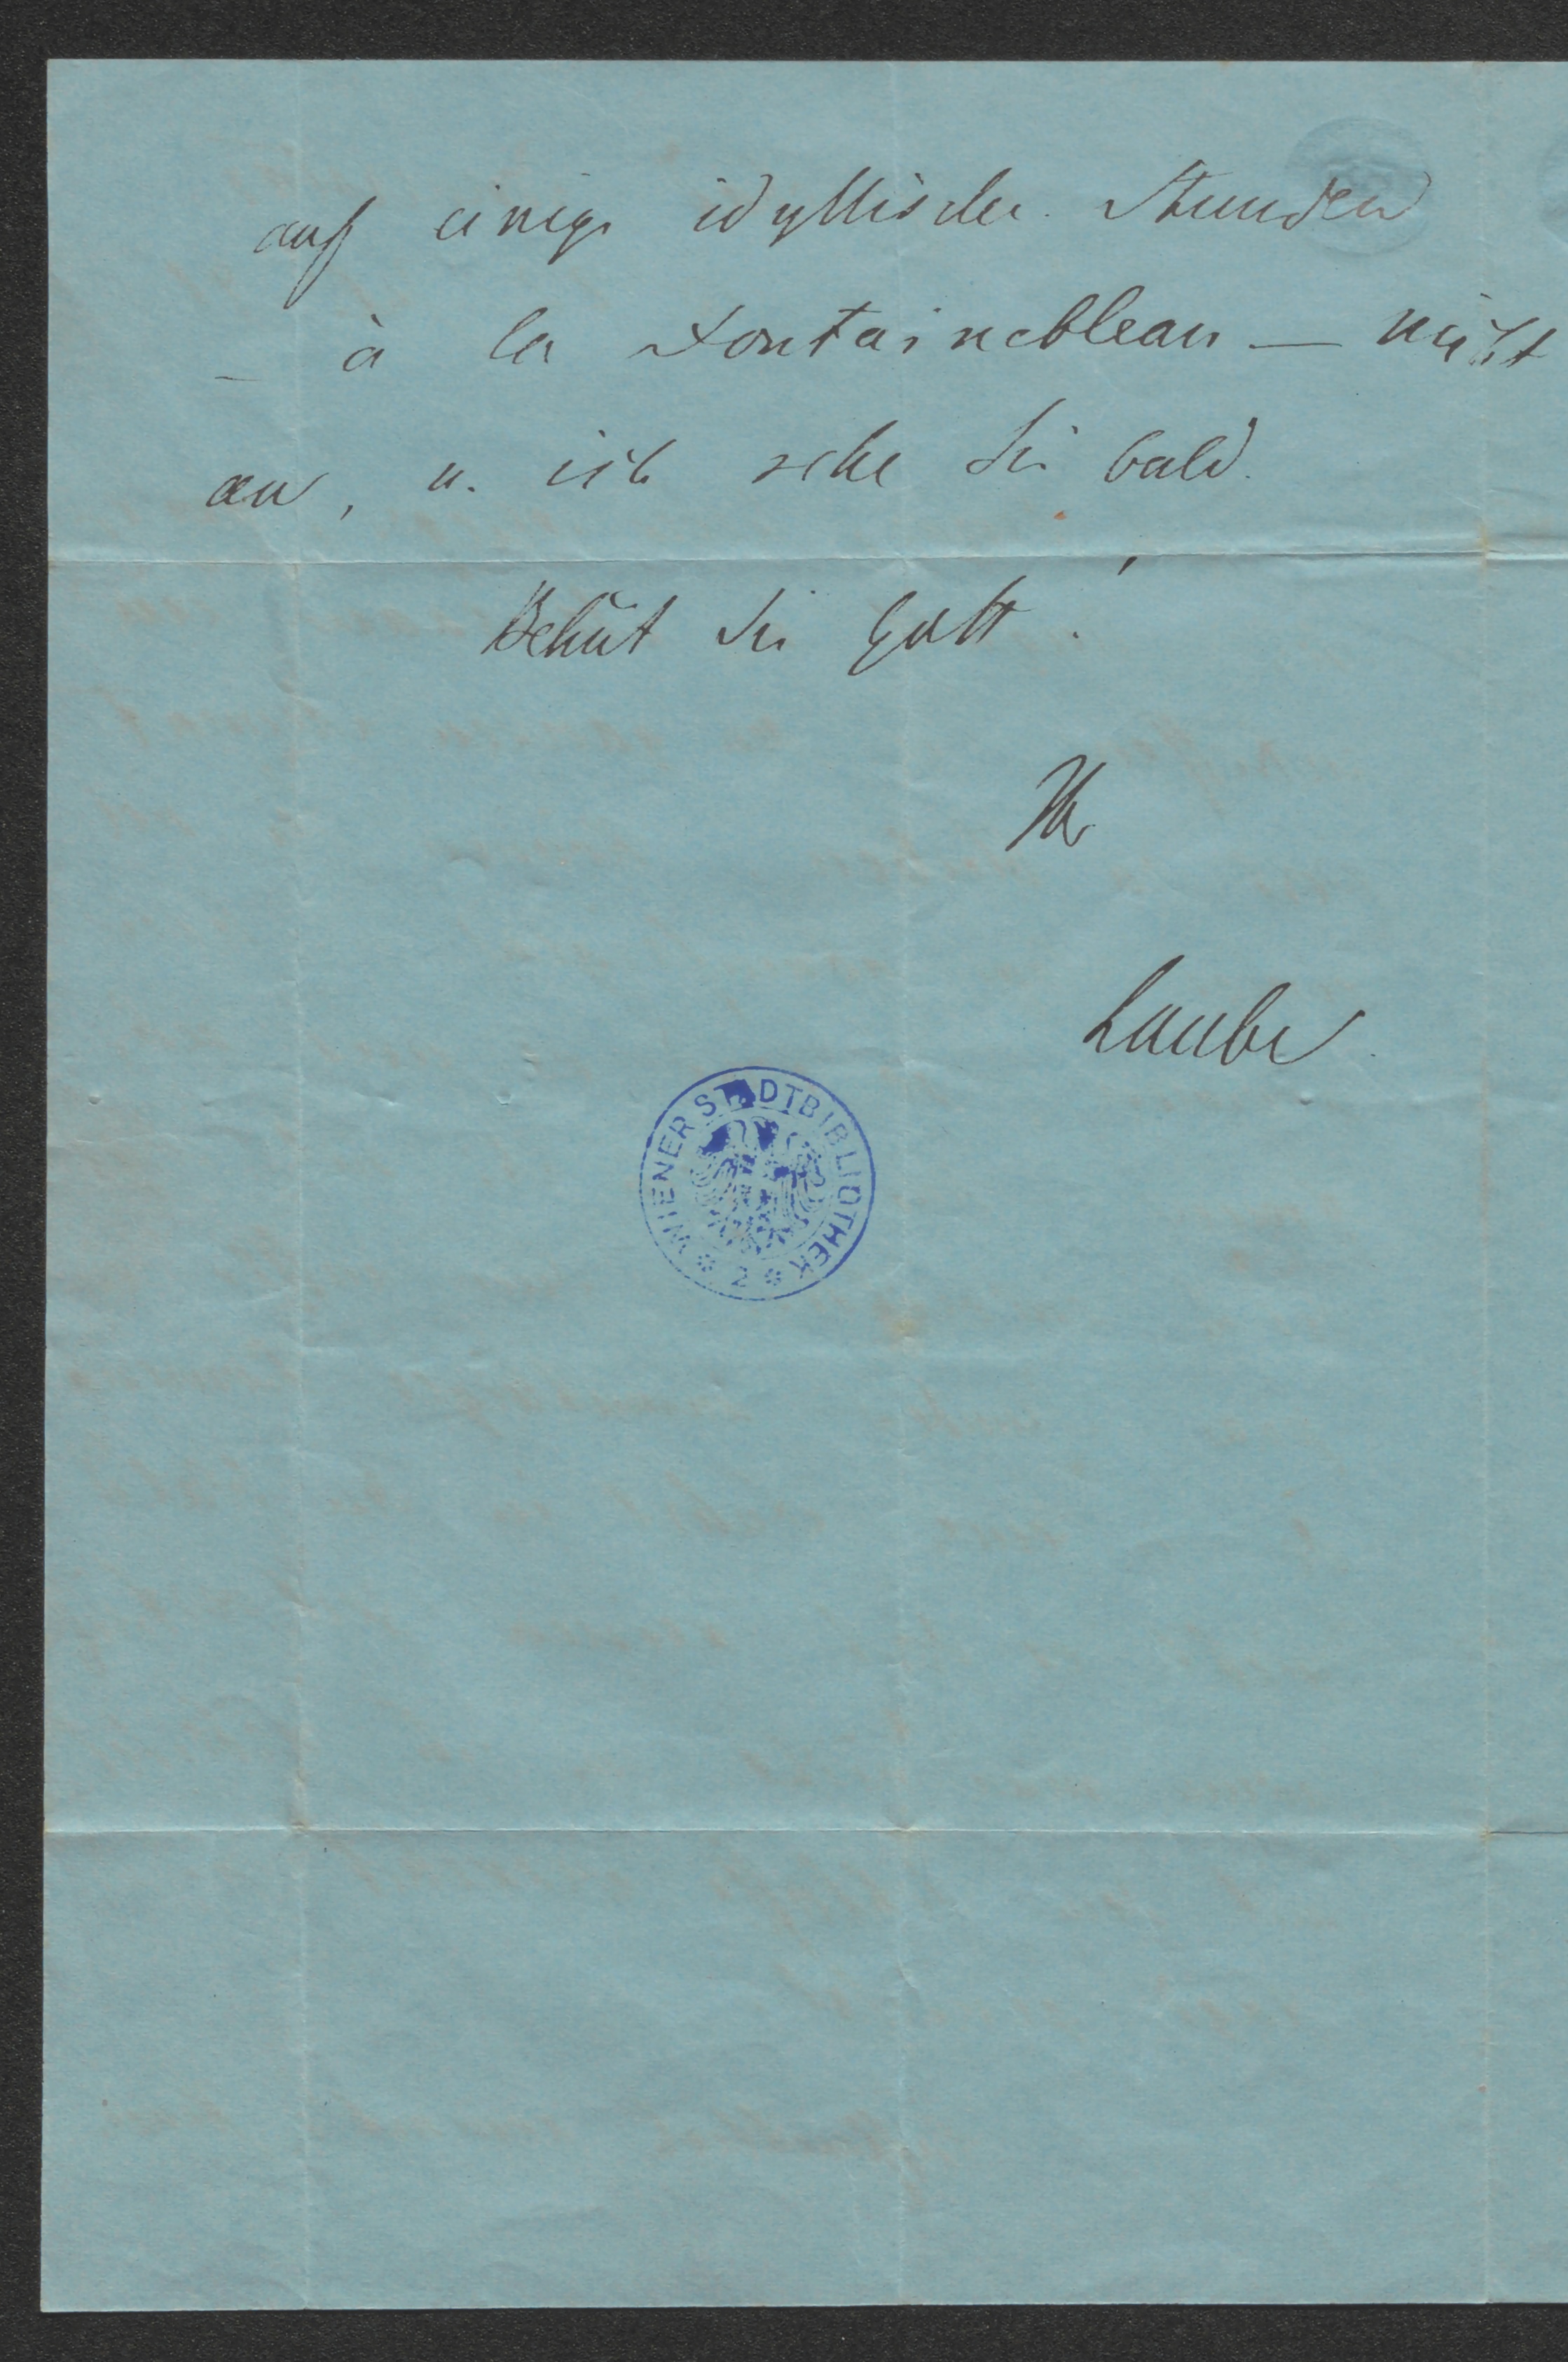 auf einige idyllische Stunden
– à la Fontainebleau – nicht
an, u. ich sehe Sie bald.
Behüt Sie Gott!
Ihr
Laube
WIENER STADTBIBLIOTHEK * 2 *